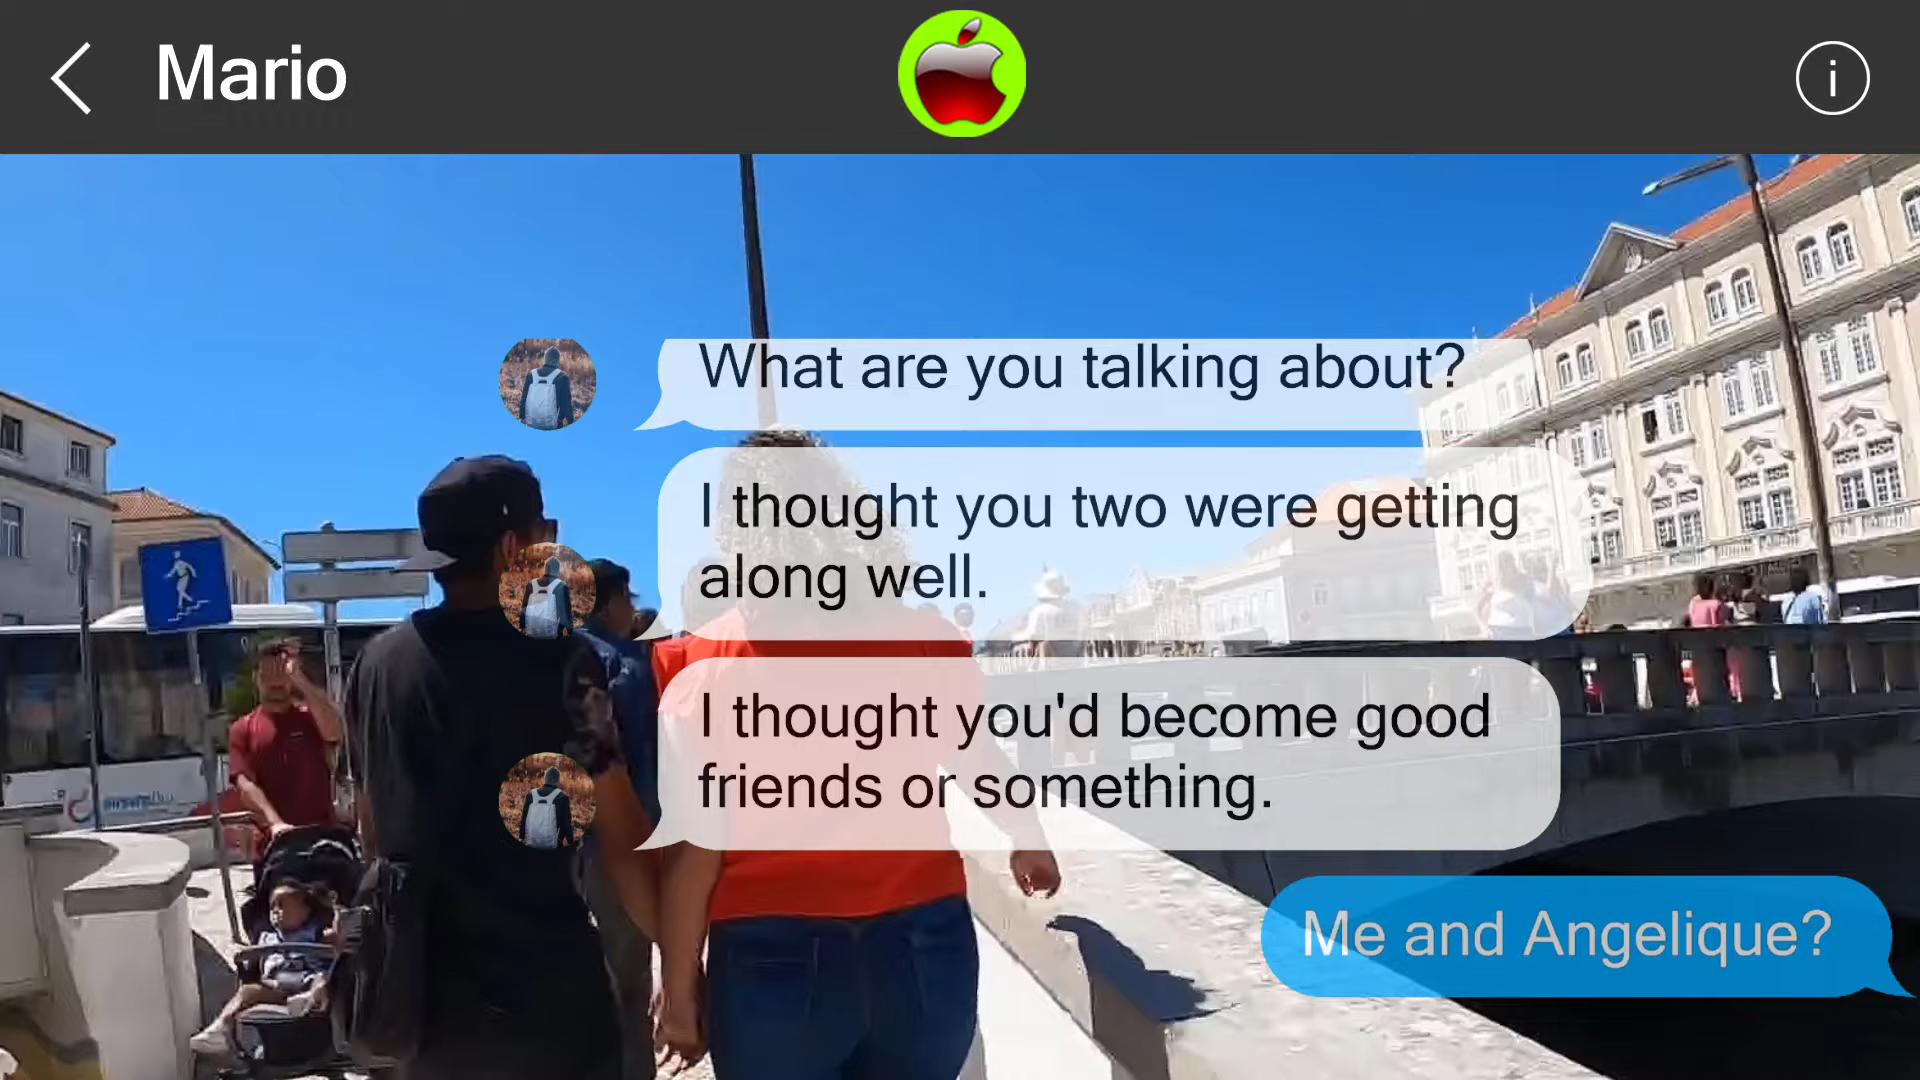 Mario
What are you talking about?
I thought you two were getting
along well.
I thought you'd become good
friends or something.
Me and Angelique?